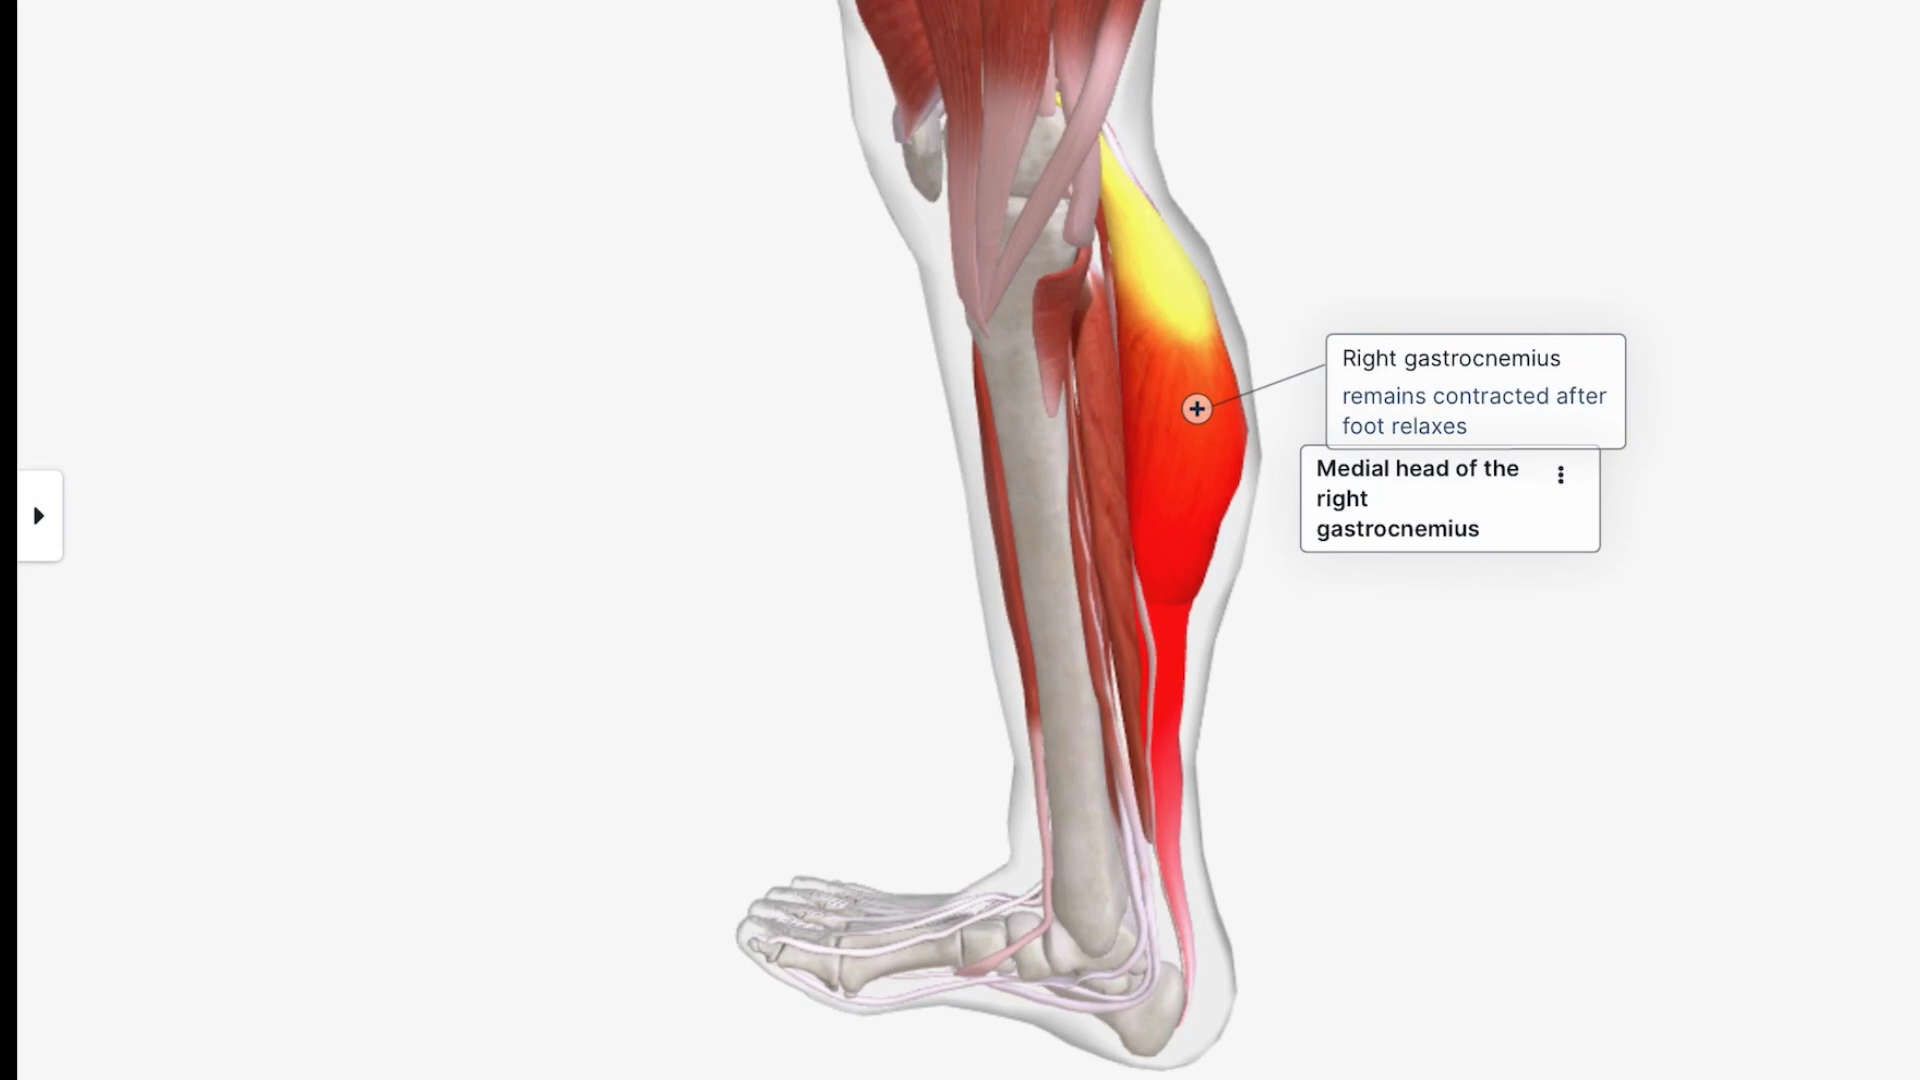 Right gastrocnemius
remains contracted after
foot relaxes
Medial head of the
right
gastrocnemius